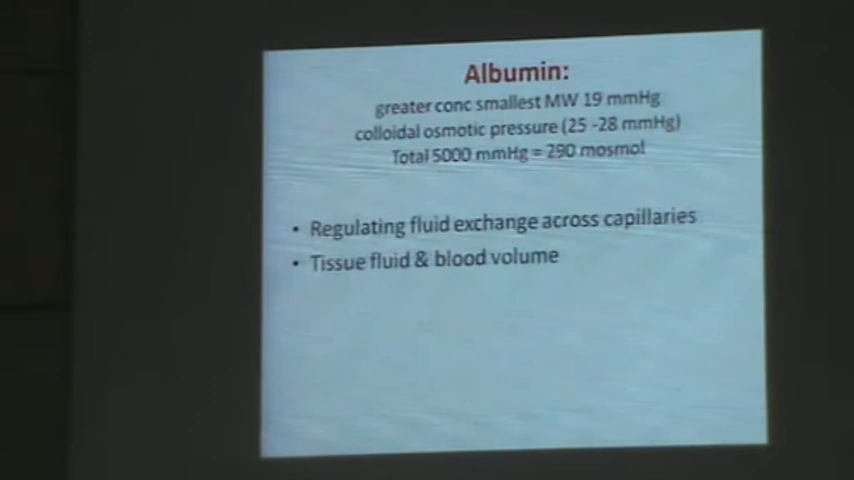 Albumin:
greater conc smallest MW 19 mmHg
colloidal osmotic pressure (25 -28 mmHg)
Total 5000 mmHg = 290 mosmol
• Regulating fluid exchange across capillaries
• Tissue fluid & blood volume